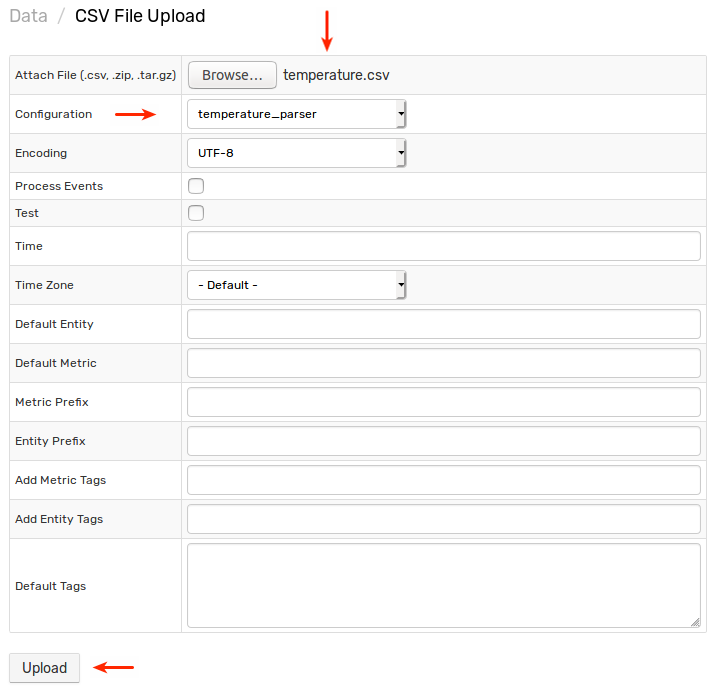 Data / CSV File Upload
Attach File (.csv, .zip, .tar.gz) Browse... temperature.csv
Configuration temperature_parser
Encoding UTF-8
Process Events
Test
Time
Time Zone - Default -
Default Entity
Default Metric
Metric Prefix
Entity Prefix
Add Metric Tags
Add Entity Tags
Default Tags
Upload